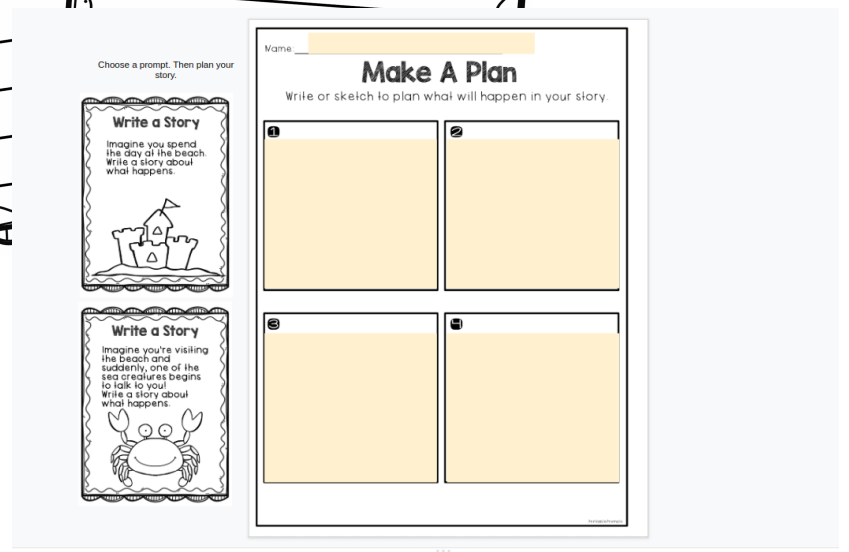 Choose a prompt. Then plan your
story.
Write a Story
Imagine you spend
the day at the beach.
Write a story about
what happens.
Write a Story
Imagine you're visiting
the beach and
suddenly, one of the
sea creatures begins
to talk to you!
Write a story about
what happens.
Name
Make A Plan
Write or sketch to plan what will happen in your story.
1
2
3
4